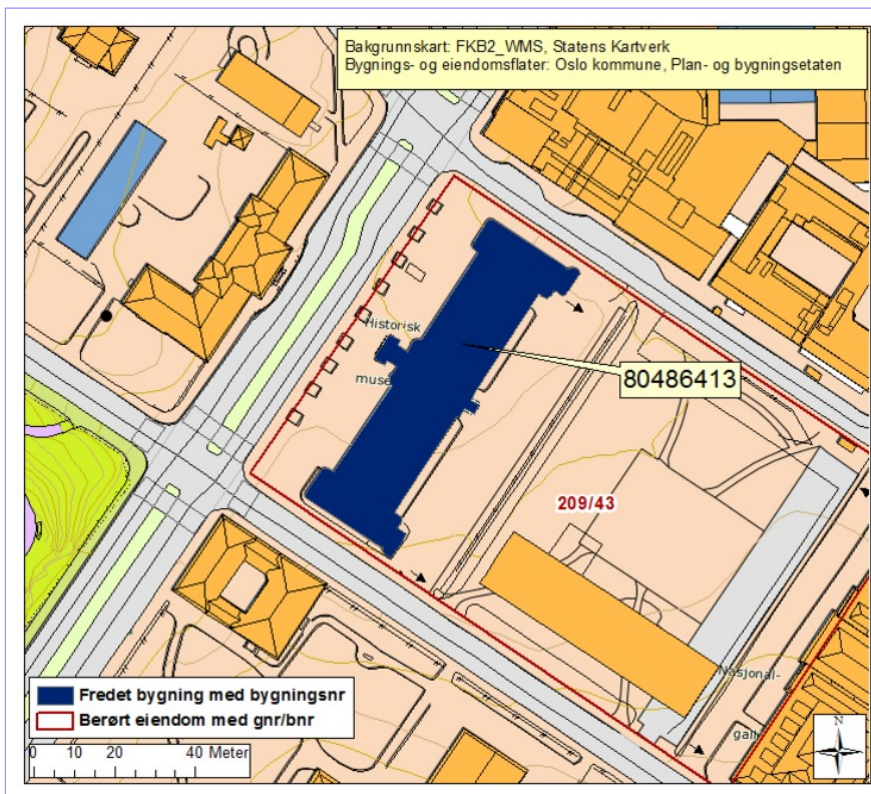 Bakgrunnskart: FKB2_WMS, Statens Kartverk
Bygnings- og eiendomsflater: Oslo kommune, Plan- og bygningsetaten
Historisk
muse
80486413
209/43
Nasjonal-
gall
Fredet bygning med bygningsnr
Berørt eiendom med gnr/bnr
0 10 20 40 Meter
N